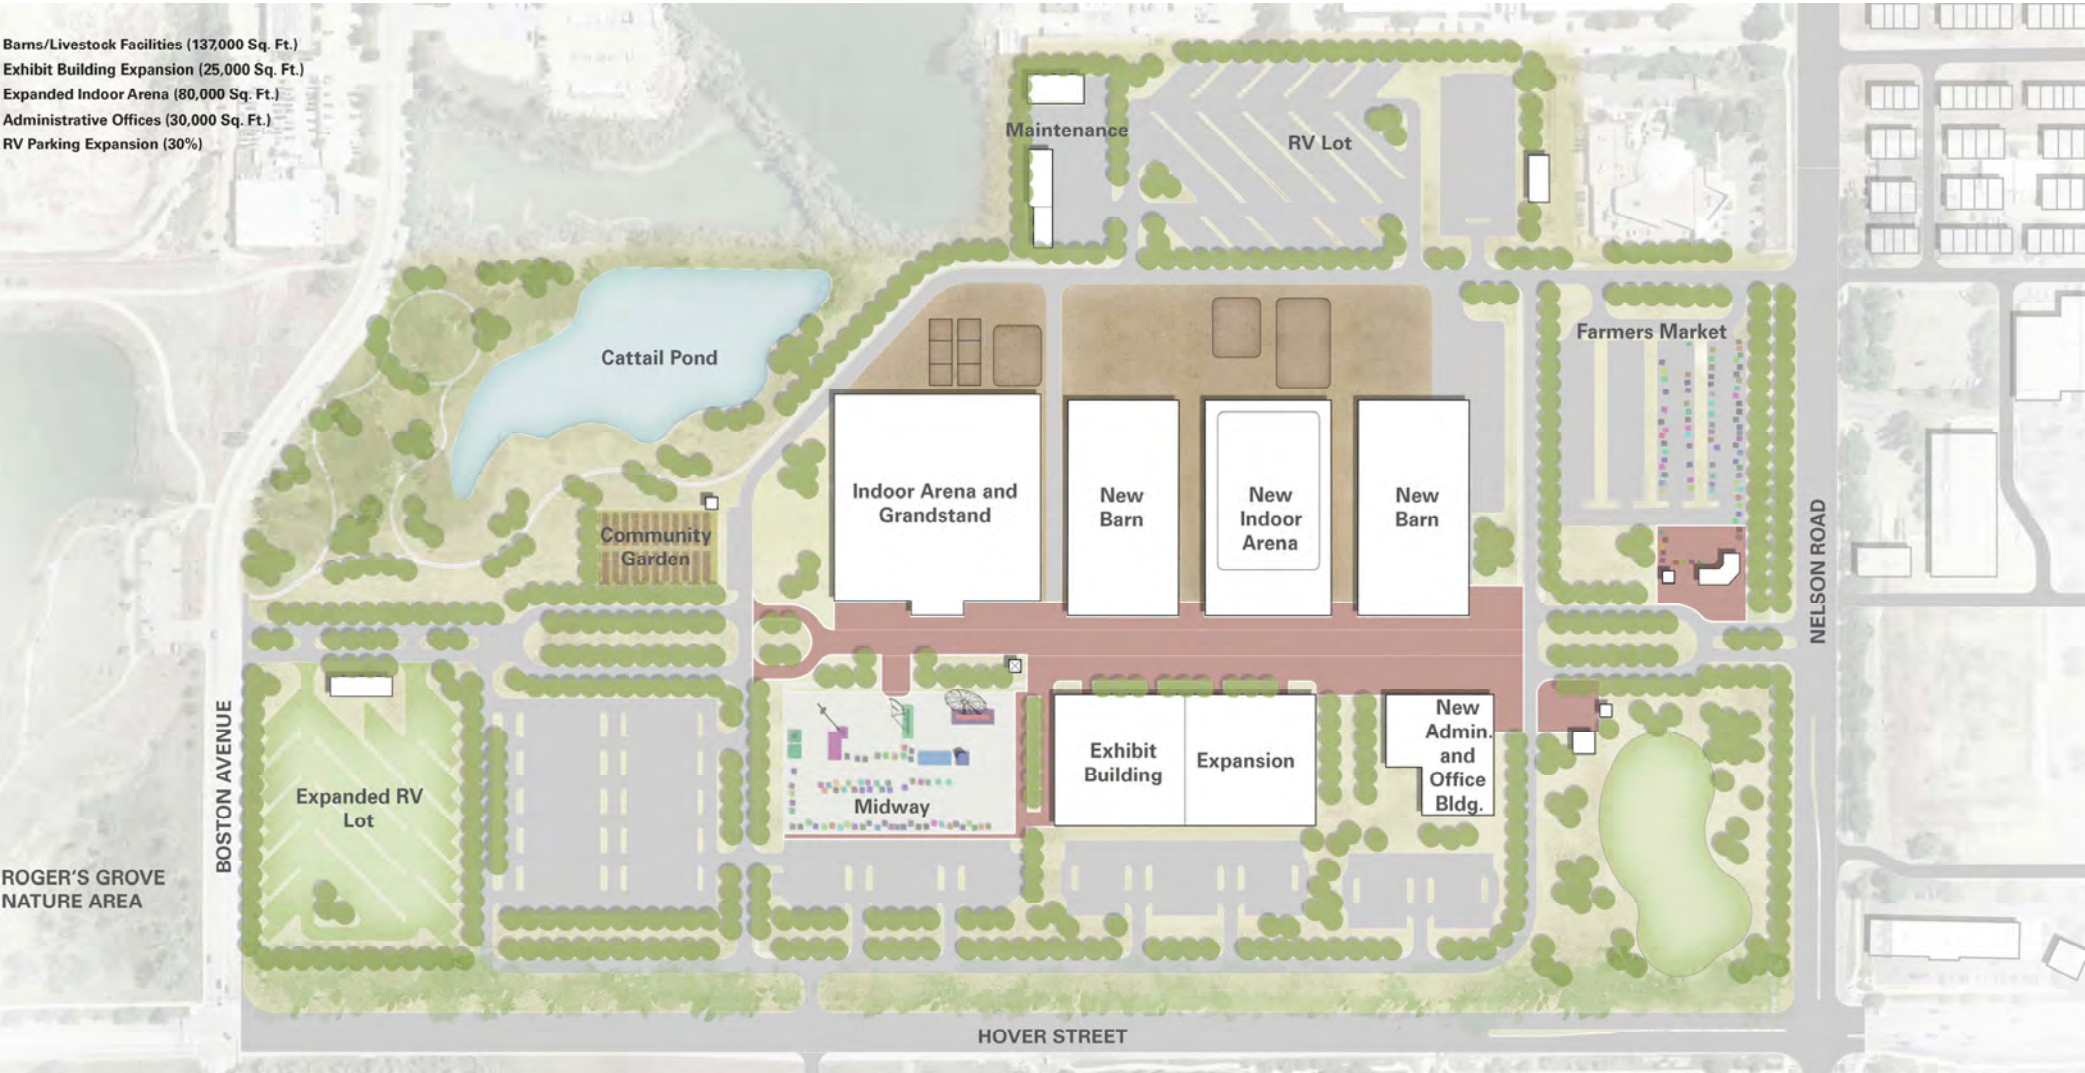 Barns/Livestock Facilities (137,000 Sq. Ft.)
Exhibit Building Expansion (25,000 Sq. Ft.)
Expanded Indoor Arena (80,000 Sq. Ft.)
Administrative Offices (30,000 Sq. Ft.)
RV Parking Expansion (30%)
Maintenance
RV Lot
Farmers Market
Cattail Pond
Indoor Arena and
Grandstand
New
Barn
New
Indoor
Arena
New
Barn
Community
Garden
NELSON ROAD
BOSTON AVENUE
Expanded RV
Lot
Midway
Exhibit
Building
Expansion
New
Admin.
and
Office
Bldg.
ROGER'S GROVE
NATURE AREA
HOVER STREET